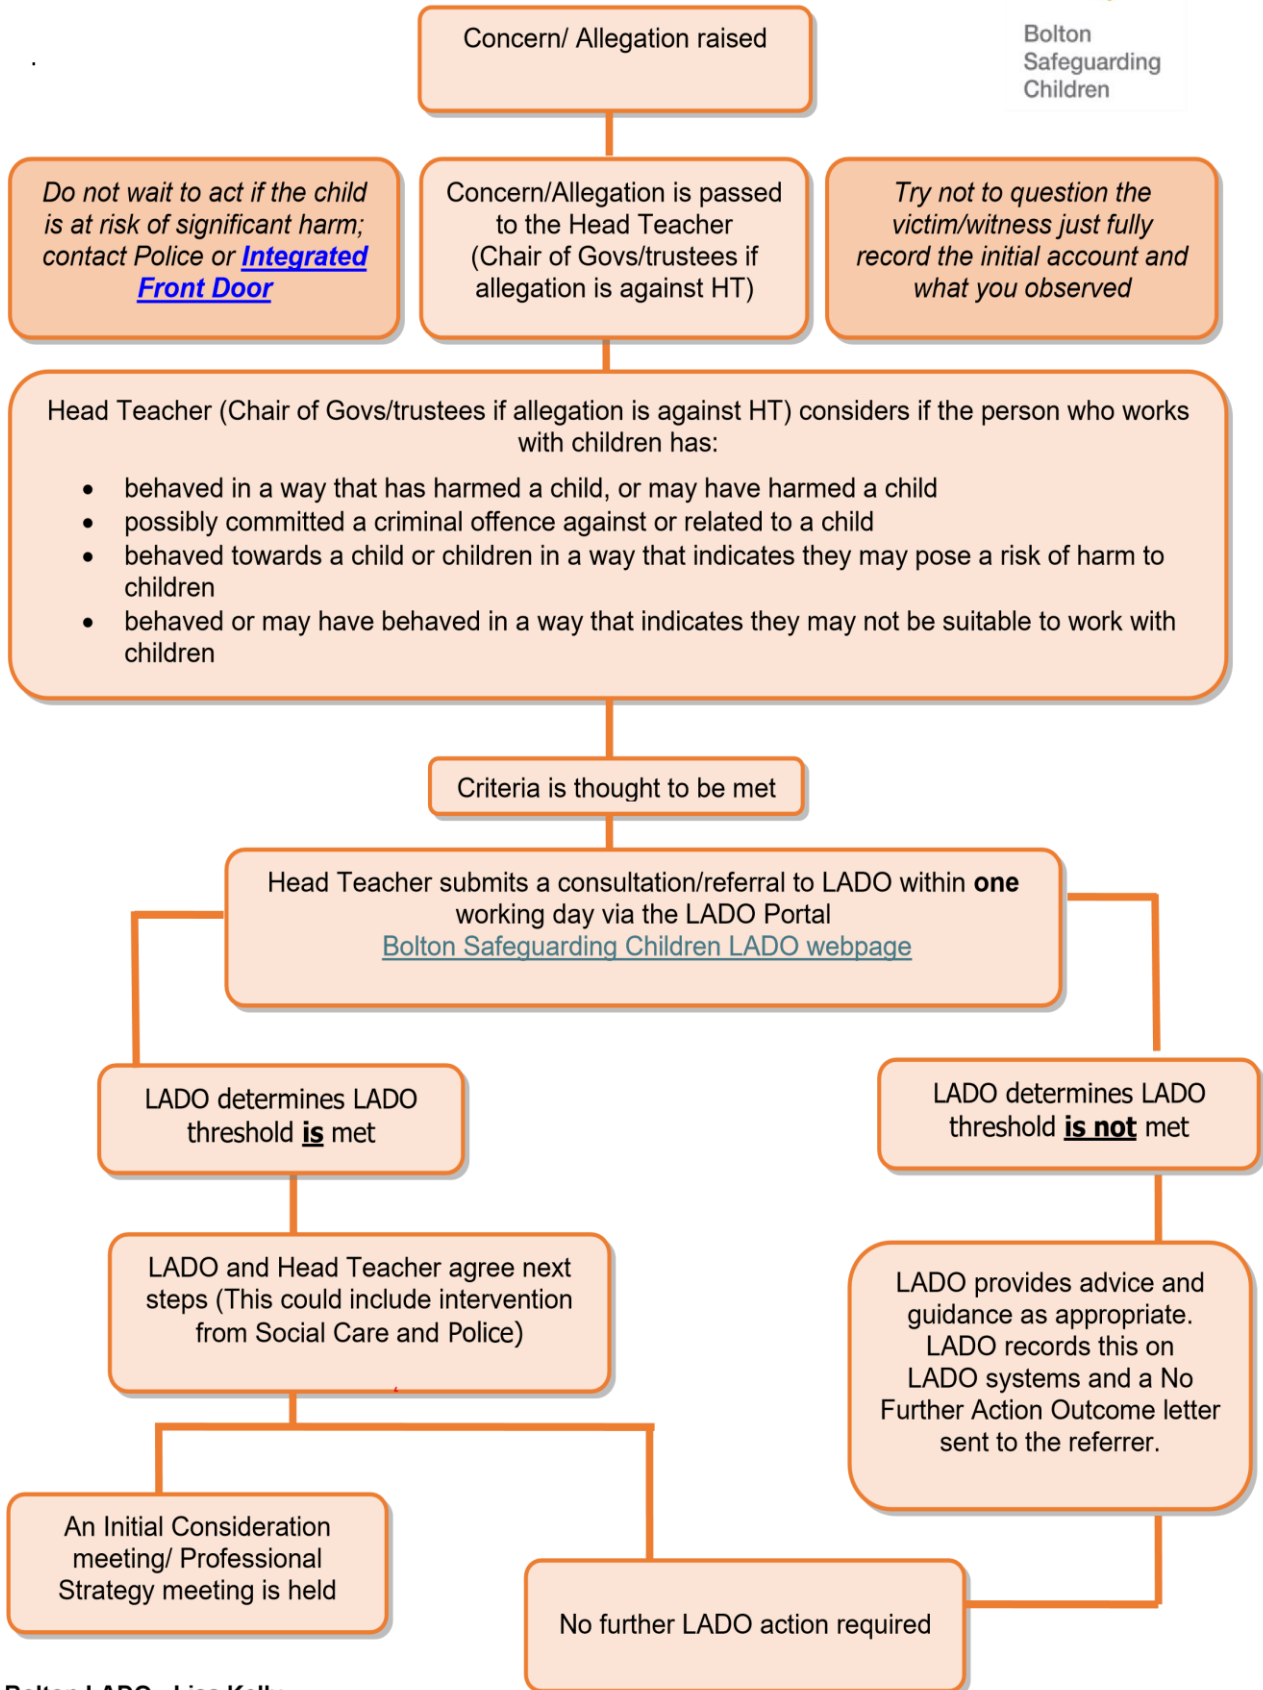 Bolton
Safeguarding
Children
.
Concern/ Allegation raised
Do not wait to act if the child
is at risk of significant harm;
contact Police or Integrated
Front Door
Concern/Allegation is passed
to the Head Teacher
(Chair of Govs/trustees if
allegation is against HT)
Try not to question the
victim/witness just fully
record the initial account and
what you observed
Head Teacher (Chair of Govs/trustees if allegation is against HT) considers if the person who works
with children has:
• behaved in a way that has harmed a child, or may have harmed a child
• possibly committed a criminal offence against or related to a child
• behaved towards a child or children in a way that indicates they may pose a risk of harm to
children
• behaved or may have behaved in a way that indicates they may not be suitable to work with
children
Criteria is thought to be met
Head Teacher submits a consultation/referral to LADO within one
working day via the LADO Portal
Bolton Safeguarding Children LADO webpage
LADO determines LADO
threshold is met
LADO determines LADO
threshold is not met
LADO and Head Teacher agree next
steps (This could include intervention
from Social Care and Police)
LADO provides advice and
guidance as appropriate.
LADO records this on
LADO systems and a No
Further Action Outcome letter
sent to the referrer.
An Initial Consideration
meeting/ Professional
Strategy meeting is held
No further LADO action required